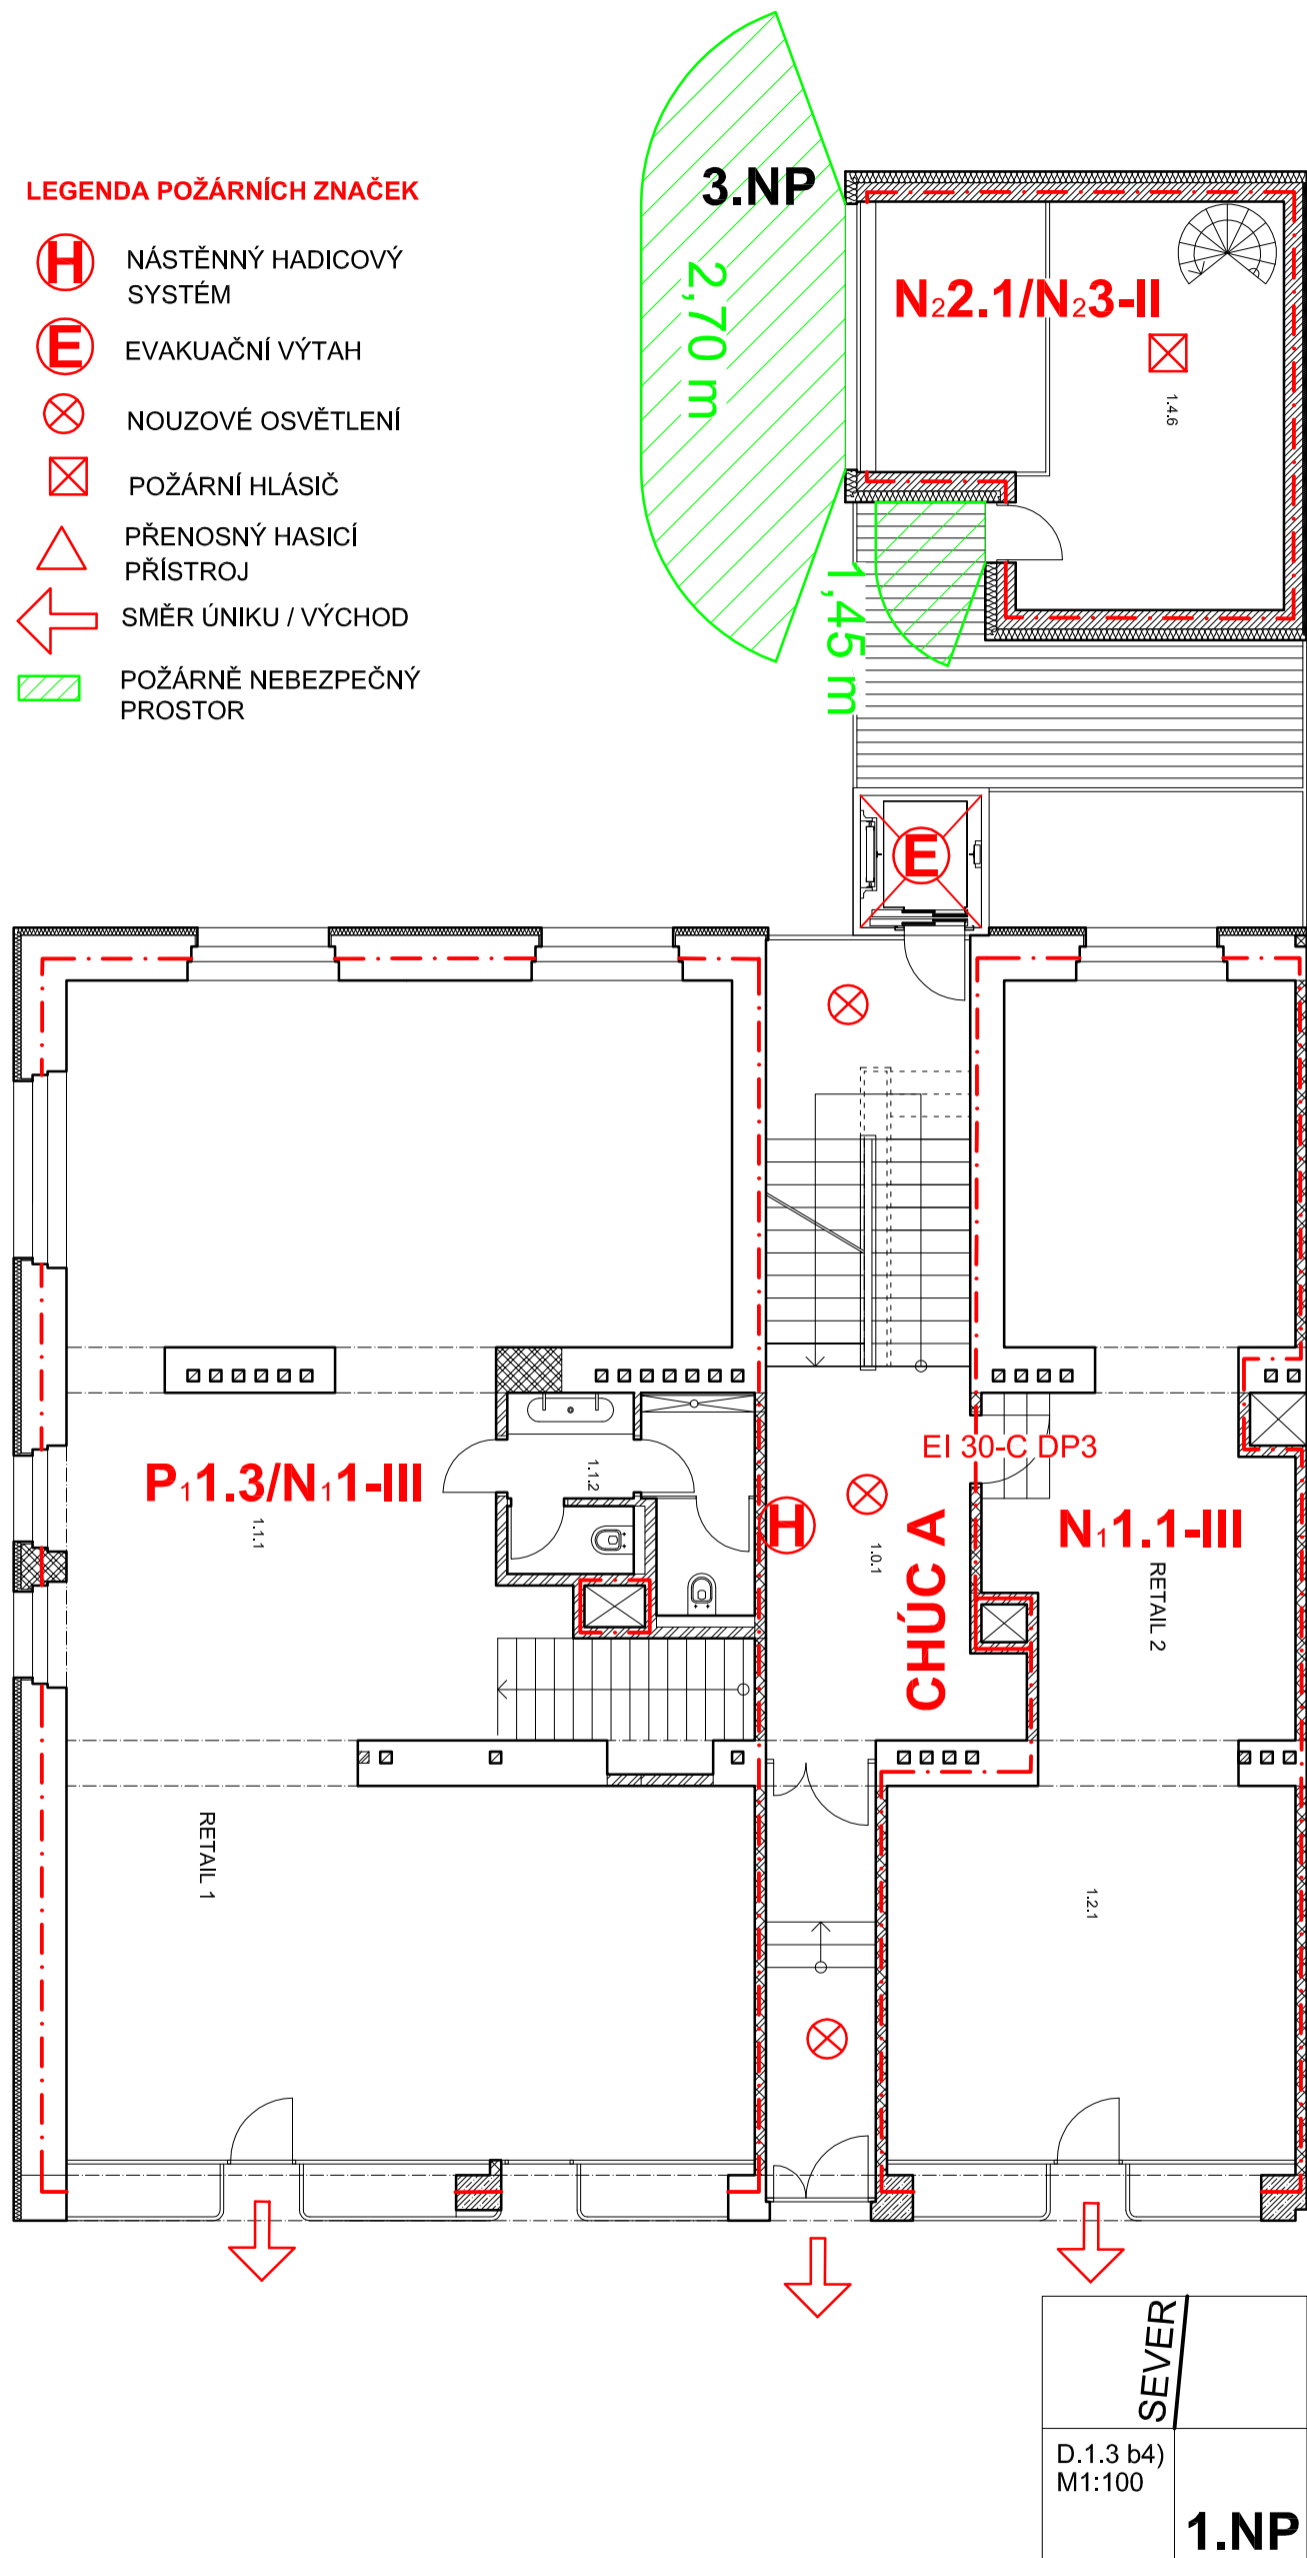 LEGENDA POŽÁRNÍCH ZNAČEK
H
NÁSTĚNNÝ HADICOVÝ
SYSTÉM
E
EVAKUAČNÍ VÝTAH
NOUZOVÉ OSVĚTLENÍ
POŽÁRNÍ HLÁSIČ
PŘENOSNÝ HASICÍ
PŘÍSTROJ
SMĚR ÚNIKU / VÝCHOD
POŽÁRNĚ NEBEZPEČNÝ
PROSTOR
3.NP
2,70 m
N₂2.1/N₂3-II
1.4.6
1,45 m
E
EI 30-C DP3
P₁1.3/N₁1-III
1.1.1
1.1.2
H
1.0.1
CHÚC A
N₁1.1-III
RETAIL 2
RETAIL 1
1.2.1
SEVER
D.1.3 b4)
M1:100
1.NP